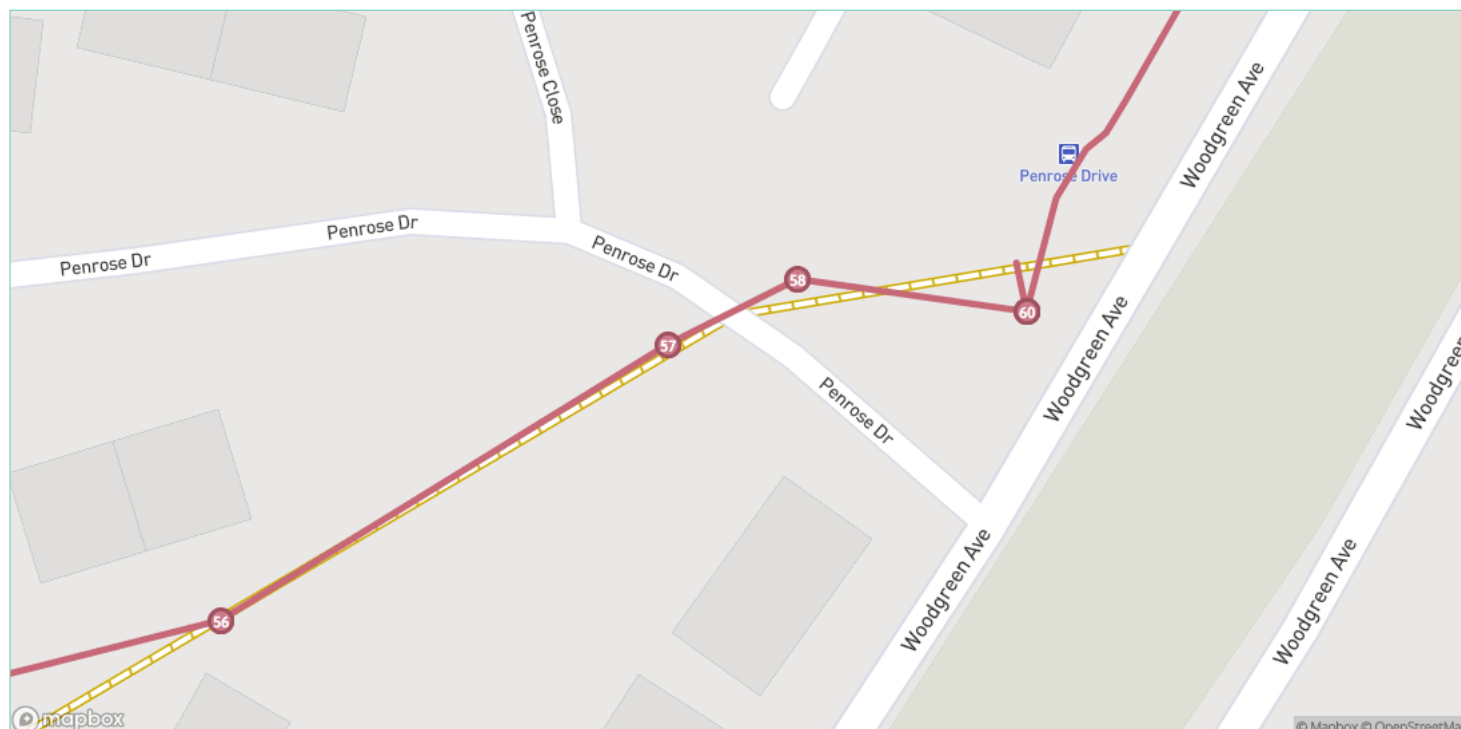 Penrose Close
Woodgreen Ave
Penrose Drive
Penrose Dr
Penrose Dr
Penrose Dr
58
60
57
Woodgreen Ave
Woodgreen
Penrose Dr
Woodgreen Ave
Woodgreen Ave
56
mapbox
© Mapbox © OpenStreetMa